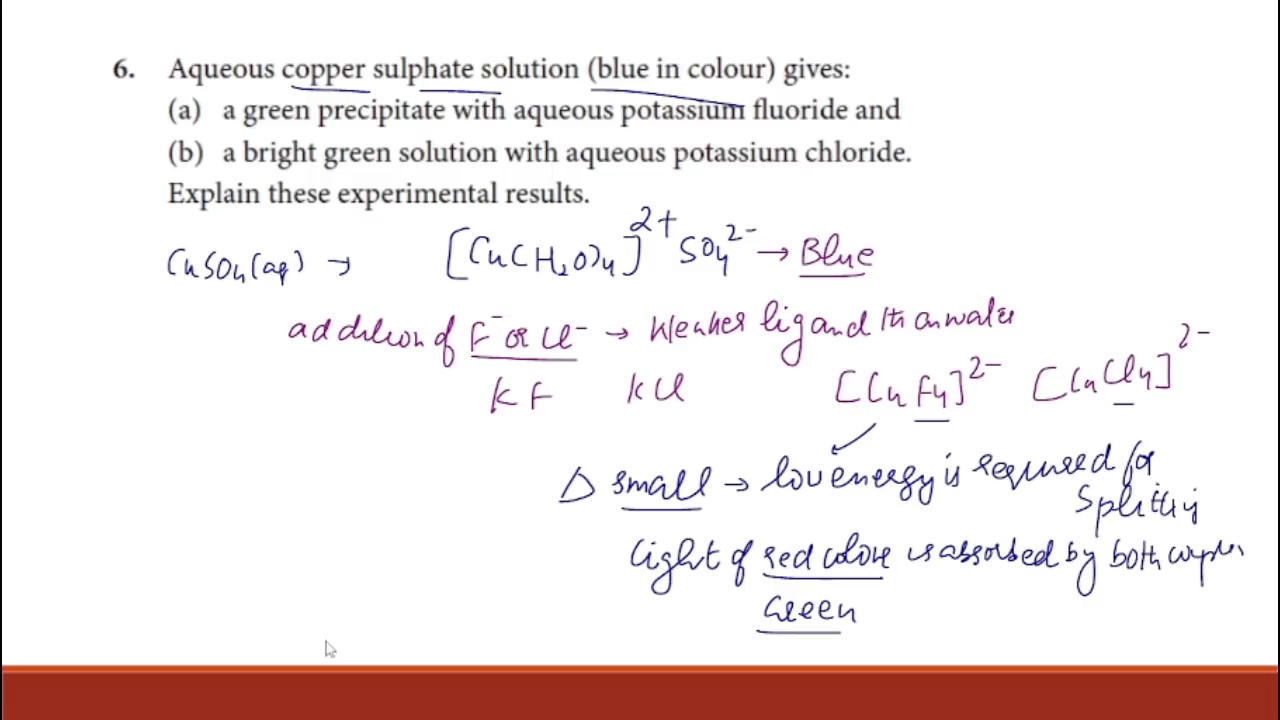 6. Aqueous copper sulphate solution (blue in colour) gives:
(a) a green precipitate with aqueous potassium fluoride and
(b) a bright green solution with aqueous potassium chloride.
Explain these experimental results.
CuSO4(aq) → [Cu(H2O)4]2+ SO4 2- → Blue
addition of F- or Cl- → Weaker ligand than water
KF KCl [CuF4]2- [CuCl4]2-
Δ small → low energy is required for
splitting
light of red colour is absorbed by both
Green